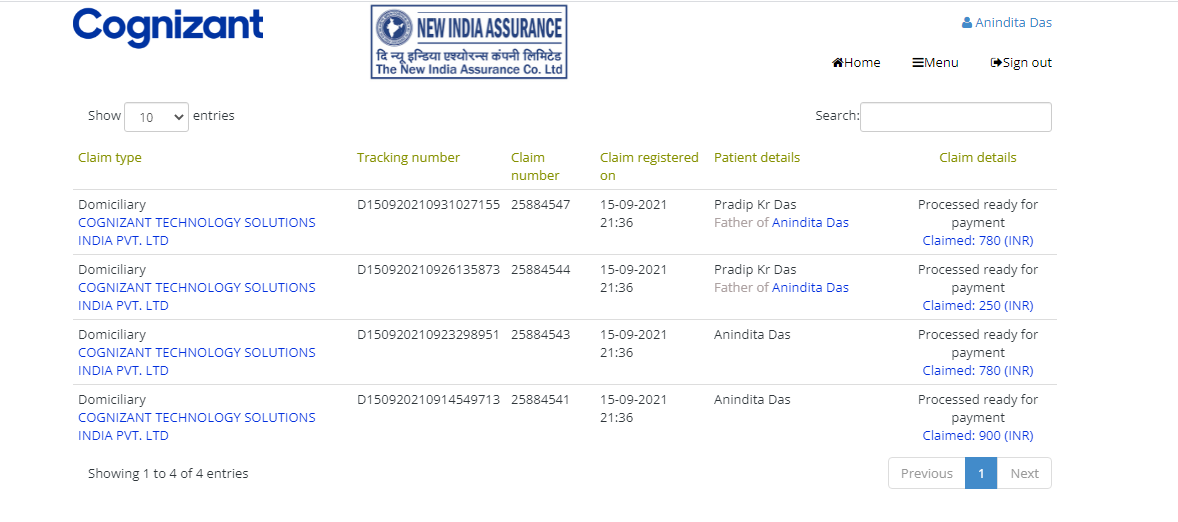 Cognizant
NEW INDIA ASSURANCE
दि न्यू इन्डिया एश्योरन्स कंपनी लिमिटेड
The New India Assurance Co. Ltd
Anindita Das
Home Menu Sign out
Show 10 entries Search:
Claim type Tracking number Claim number Claim registered on Patient details Claim details
Domiciliary D150920210931027155 25884547 15-09-2021 Pradip Kr Das Processed ready for
COGNIZANT TECHNOLOGY SOLUTIONS 21:36 Father of Anindita Das payment
INDIA PVT. LTD Claimed: 780 (INR)
Domiciliary D150920210926135873 25884544 15-09-2021 Pradip Kr Das Processed ready for
COGNIZANT TECHNOLOGY SOLUTIONS 21:36 Father of Anindita Das payment
INDIA PVT. LTD Claimed: 250 (INR)
Domiciliary D150920210923298951 25884543 15-09-2021 Anindita Das Processed ready for
COGNIZANT TECHNOLOGY SOLUTIONS 21:36 payment
INDIA PVT. LTD Claimed: 780 (INR)
Domiciliary D150920210914549713 25884541 15-09-2021 Anindita Das Processed ready for
COGNIZANT TECHNOLOGY SOLUTIONS 21:36 payment
INDIA PVT. LTD Claimed: 900 (INR)
Showing 1 to 4 of 4 entries Previous 1 Next